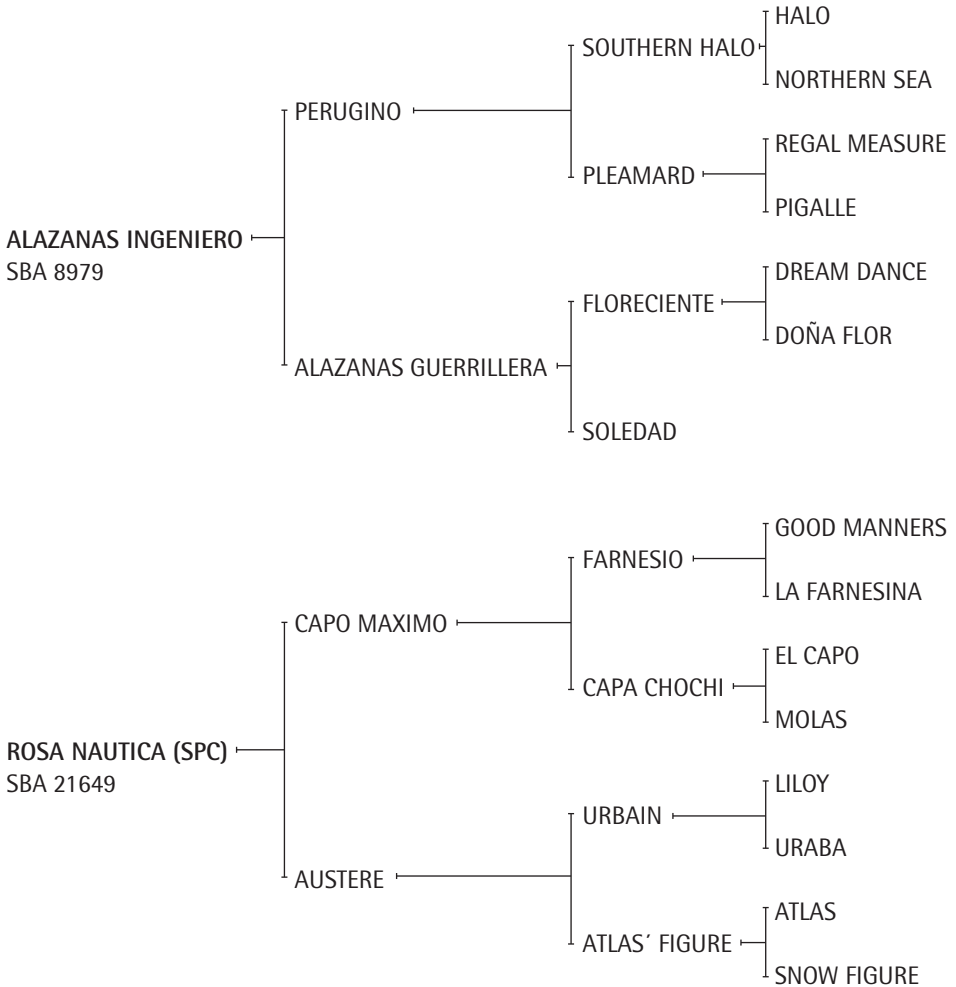 HALO
SOUTHERN HALO
NORTHERN SEA
PERUGINO
REGAL MEASURE
PLEAMARD
PIGALLE
ALAZANAS INGENIERO
SBA 8979
DREAM DANCE
FLORECIENTE
DOÑA FLOR
ALAZANAS GUERRILLERA
SOLEDAD
GOOD MANNERS
FARNESIO
LA FARNESINA
CAPO MAXIMO
EL CAPO
CAPA CHOCHI
MOLAS
ROSA NAUTICA (SPC)
SBA 21649
LILOY
URBAIN
URABA
AUSTERE
ATLAS
ATLAS´ FIGURE
SNOW FIGURE